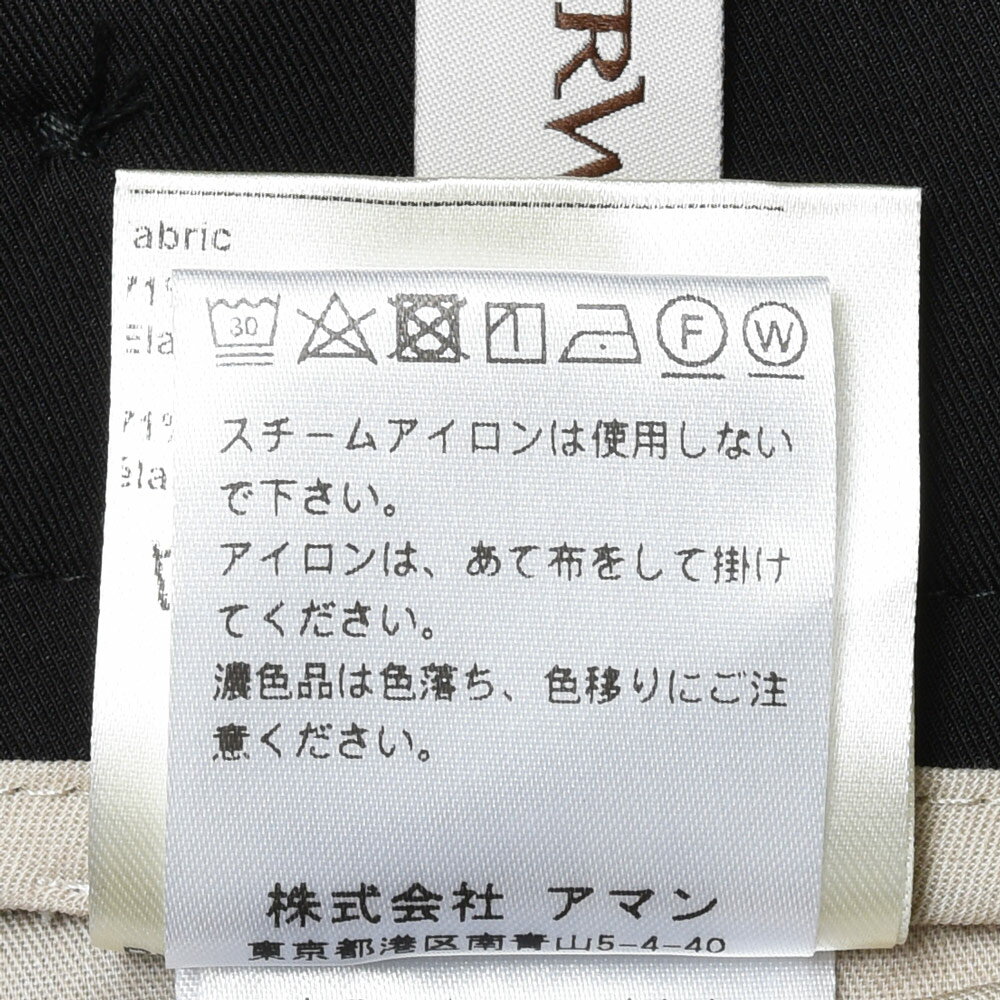 abric
30
F
W
スチームアイロンは使用しない
で下さい。
アイロンは、あて布をして掛け
てください。
濃色品は色落ち、色移りにご注
意ください。
株式会社 アマン
東京都港区南青山5-4-40